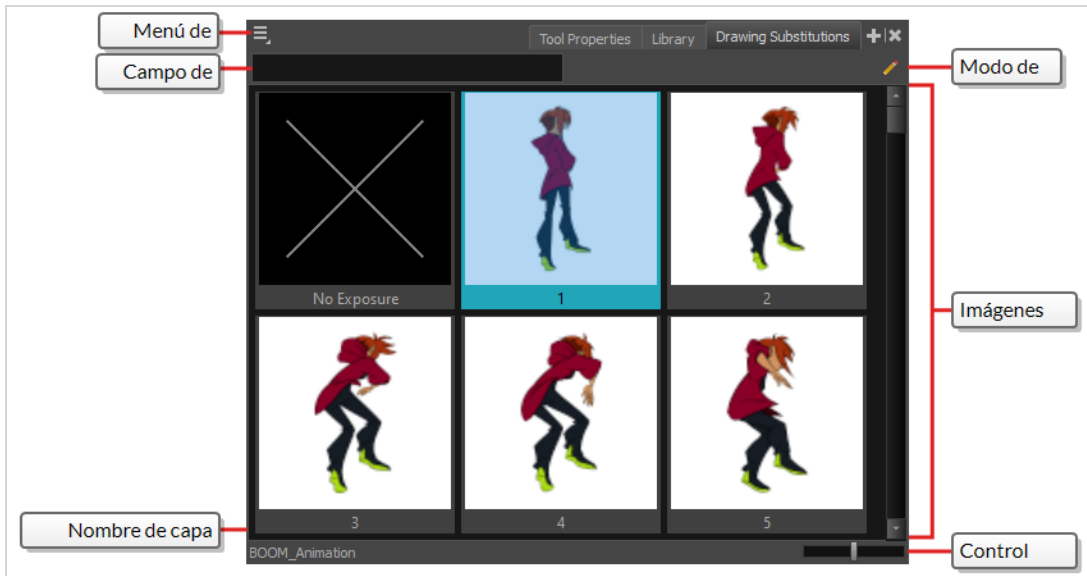 Menú de
Tool Properties Library Drawing Substitutions
Campo de
Modo de
No Exposure 1 2
Imágenes
3 4 5
Nombre de capa
BOOM_Animation
Control